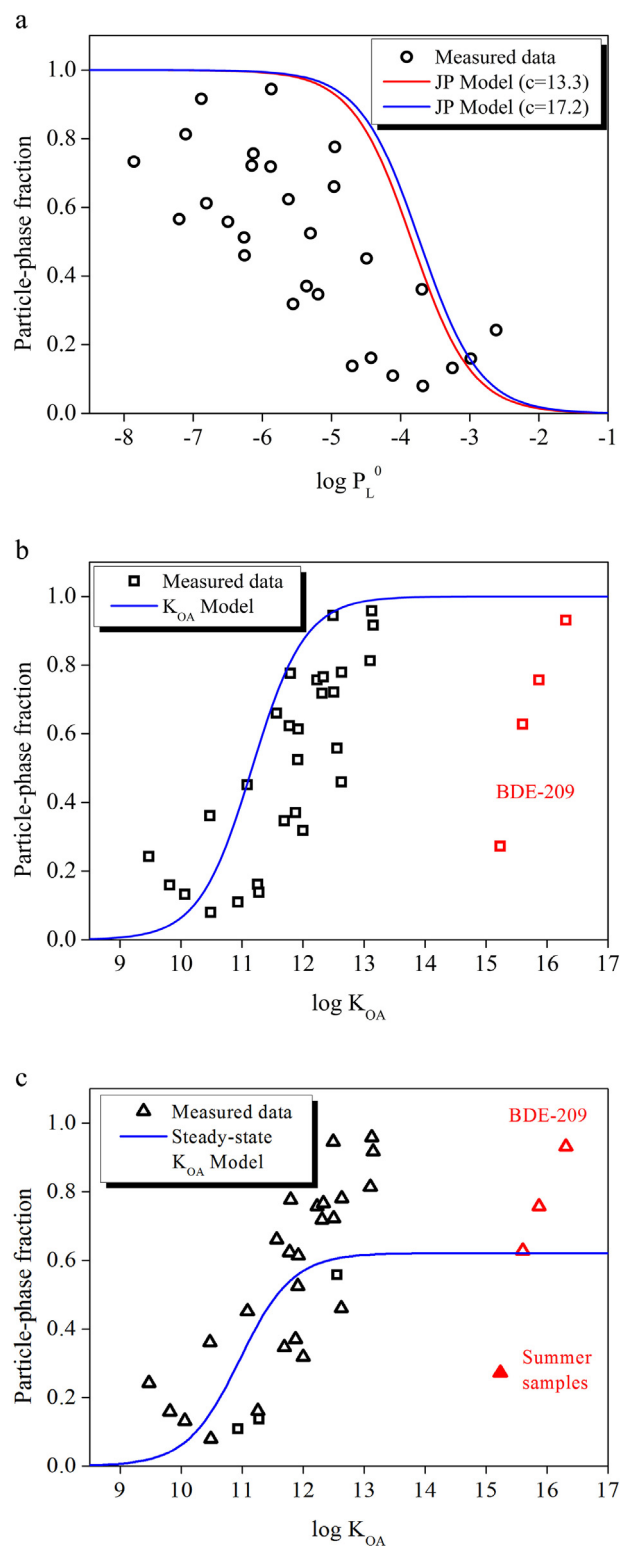 a
Measured data
JP Model (c=13.3)
JP Model (c=17.2)
1.0
0.8
0.6
0.4
0.2
0.0
Particle-phase fraction
-8 -7 -6 -5 -4 -3 -2 -1
log P_L^0
b
Measured data
K_OA Model
1.0
0.8
0.6
0.4
0.2
0.0
Particle-phase fraction
BDE-209
9 10 11 12 13 14 15 16 17
log K_OA
c
Measured data
Steady-state
K_OA Model
BDE-209
1.0
0.8
0.6
0.4
0.2
0.0
Particle-phase fraction
Summer
samples
9 10 11 12 13 14 15 16 17
log K_OA